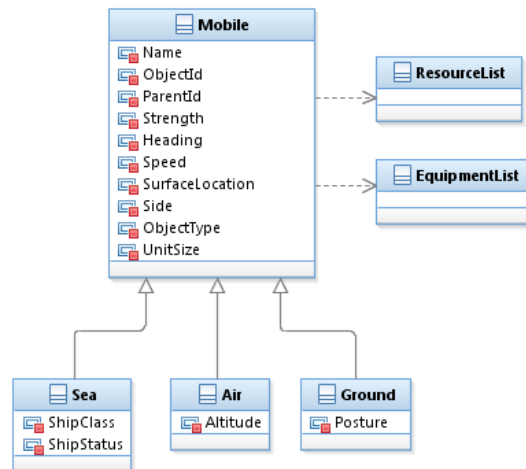 Mobile
Name
ObjectId
ParentId
Strength
Heading
Speed
SurfaceLocation
Side
ObjectType
UnitSize
ResourceList
EquipmentList
Sea
ShipClass
ShipStatus
Air
Altitude
Ground
Posture